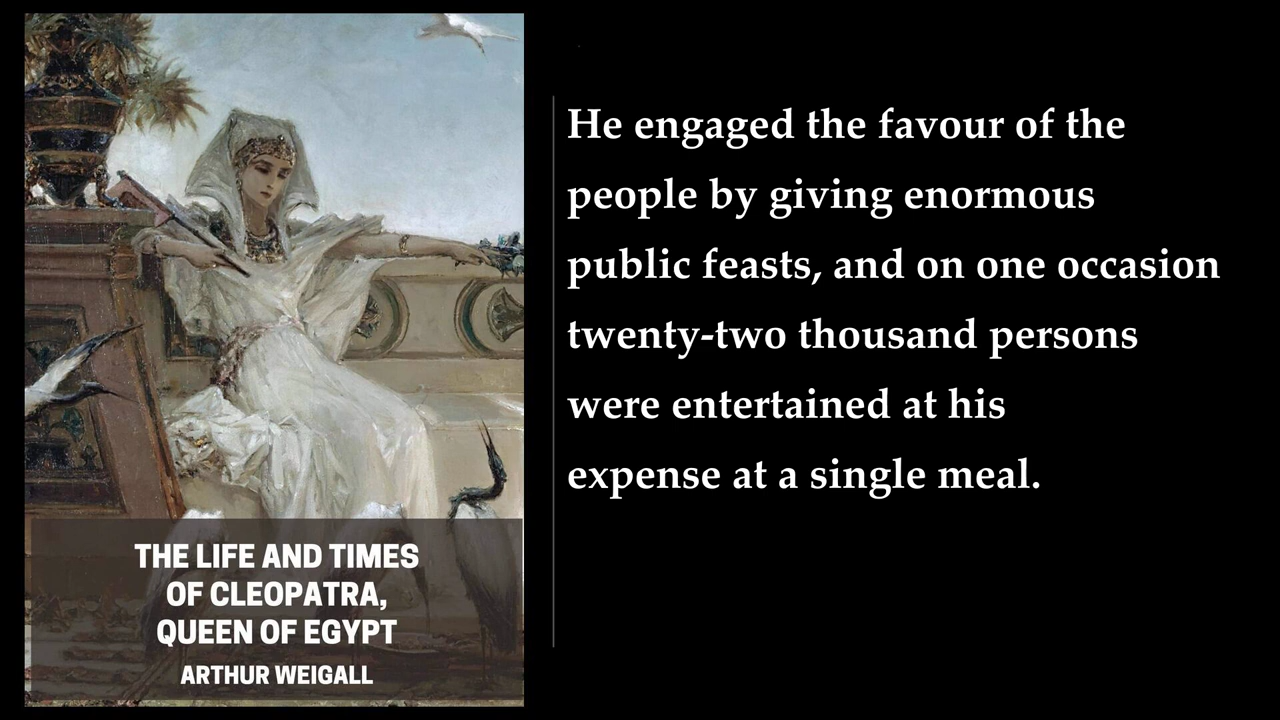 He engaged the favour of the
people by giving enormous
public feasts, and on one occasion
twenty-two thousand persons
were entertained at his
expense at a single meal.
THE LIFE AND TIMES
OF CLEOPATRA,
QUEEN OF EGYPT
ARTHUR WEIGALL